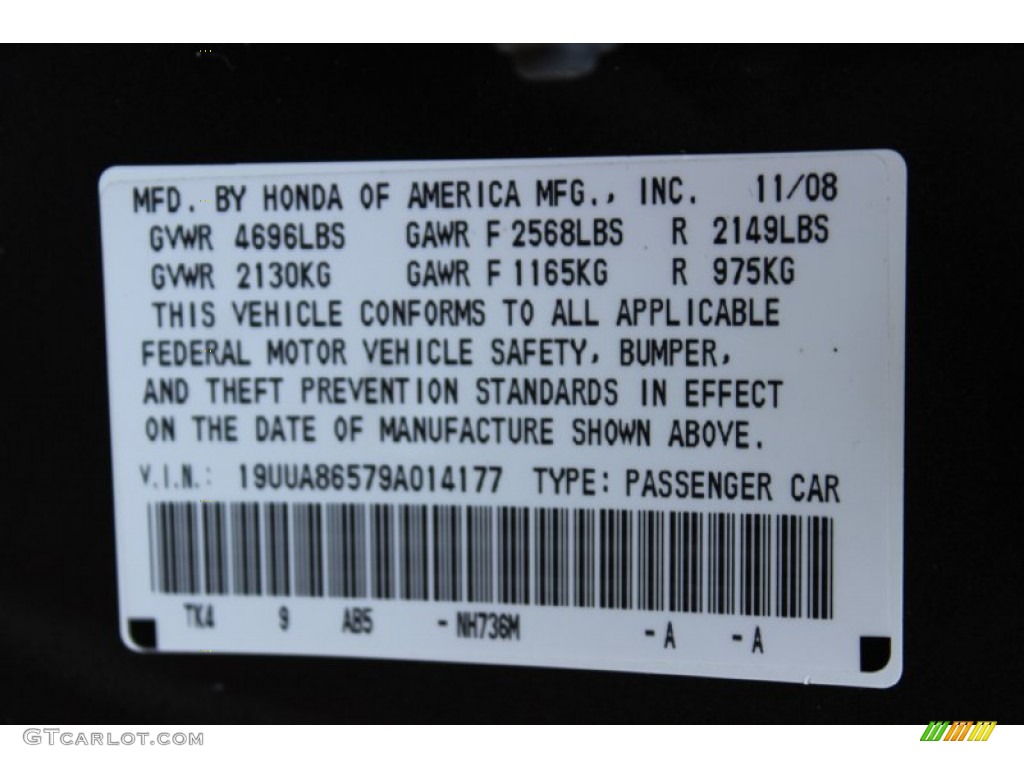 MFD. BY HONDA OF AMERICA MFG., INC. 11/08
GVWR 4696LBS GAWR F 2568LBS R 2149LBS
GVWR 2130KG GAWR F 1165KG R 975KG
THIS VEHICLE CONFORMS TO ALL APPLICABLE
FEDERAL MOTOR VEHICLE SAFETY, BUMPER,
AND THEFT PREVENTION STANDARDS IN EFFECT
ON THE DATE OF MANUFACTURE SHOWN ABOVE.
V.I.N.: 19UUA86579A014177 TYPE: PASSENGER CAR
TK4 9 AB5 -NH736M -A -A
GTCARLOT.COM